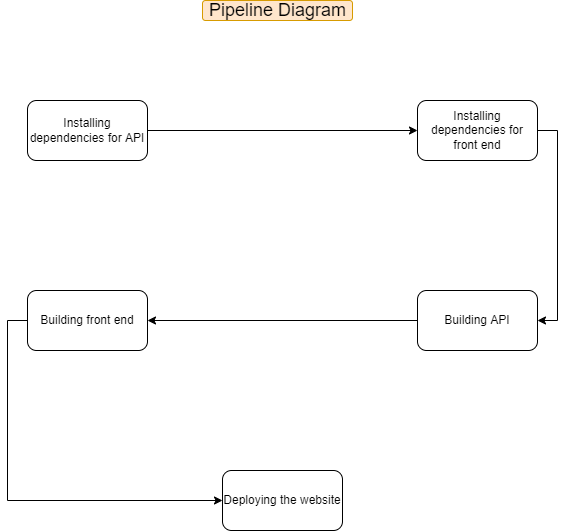 Pipeline Diagram
Installing
dependencies for API
Installing
dependencies for
front end
Building front end
Building API
Deploying the website